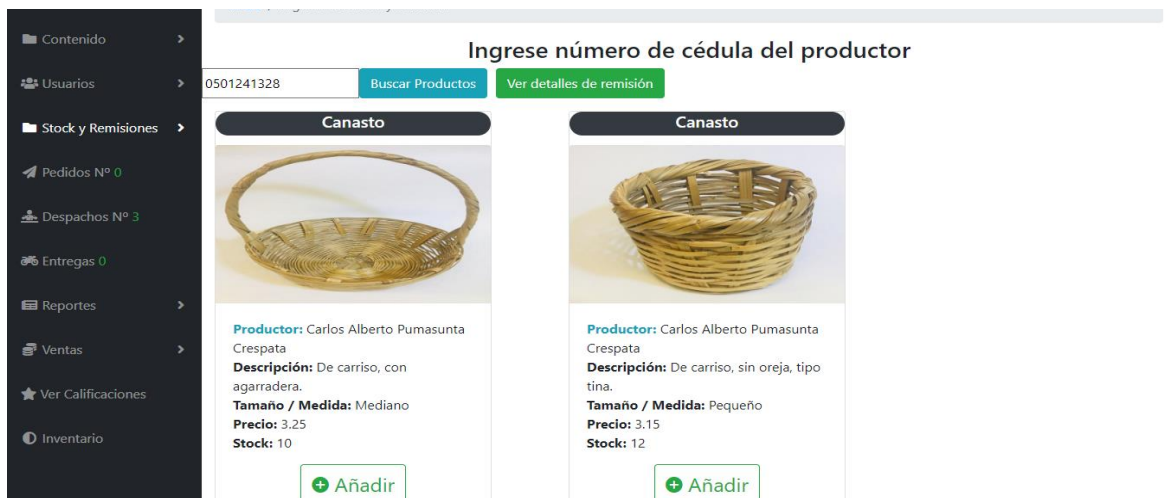 Ingrese número de cédula del productor
Contenido
Usuarios
Stock y Remisiones
Pedidos Nº 0
Despachos Nº 3
Entregas 0
Reportes
Ventas
Ver Calificaciones
Inventario
0501241328
Buscar Productos
Ver detalles de remisión
Canasto
Productor: Carlos Alberto Pumasunta
Crespata
Descripción: De carriso, con
agarradera.
Tamaño / Medida: Mediano
Precio: 3.25
Stock: 10
Añadir
Canasto
Productor: Carlos Alberto Pumasunta
Crespata
Descripción: De carriso, sin oreja, tipo
tina.
Tamaño / Medida: Pequeño
Precio: 3.15
Stock: 12
Añadir